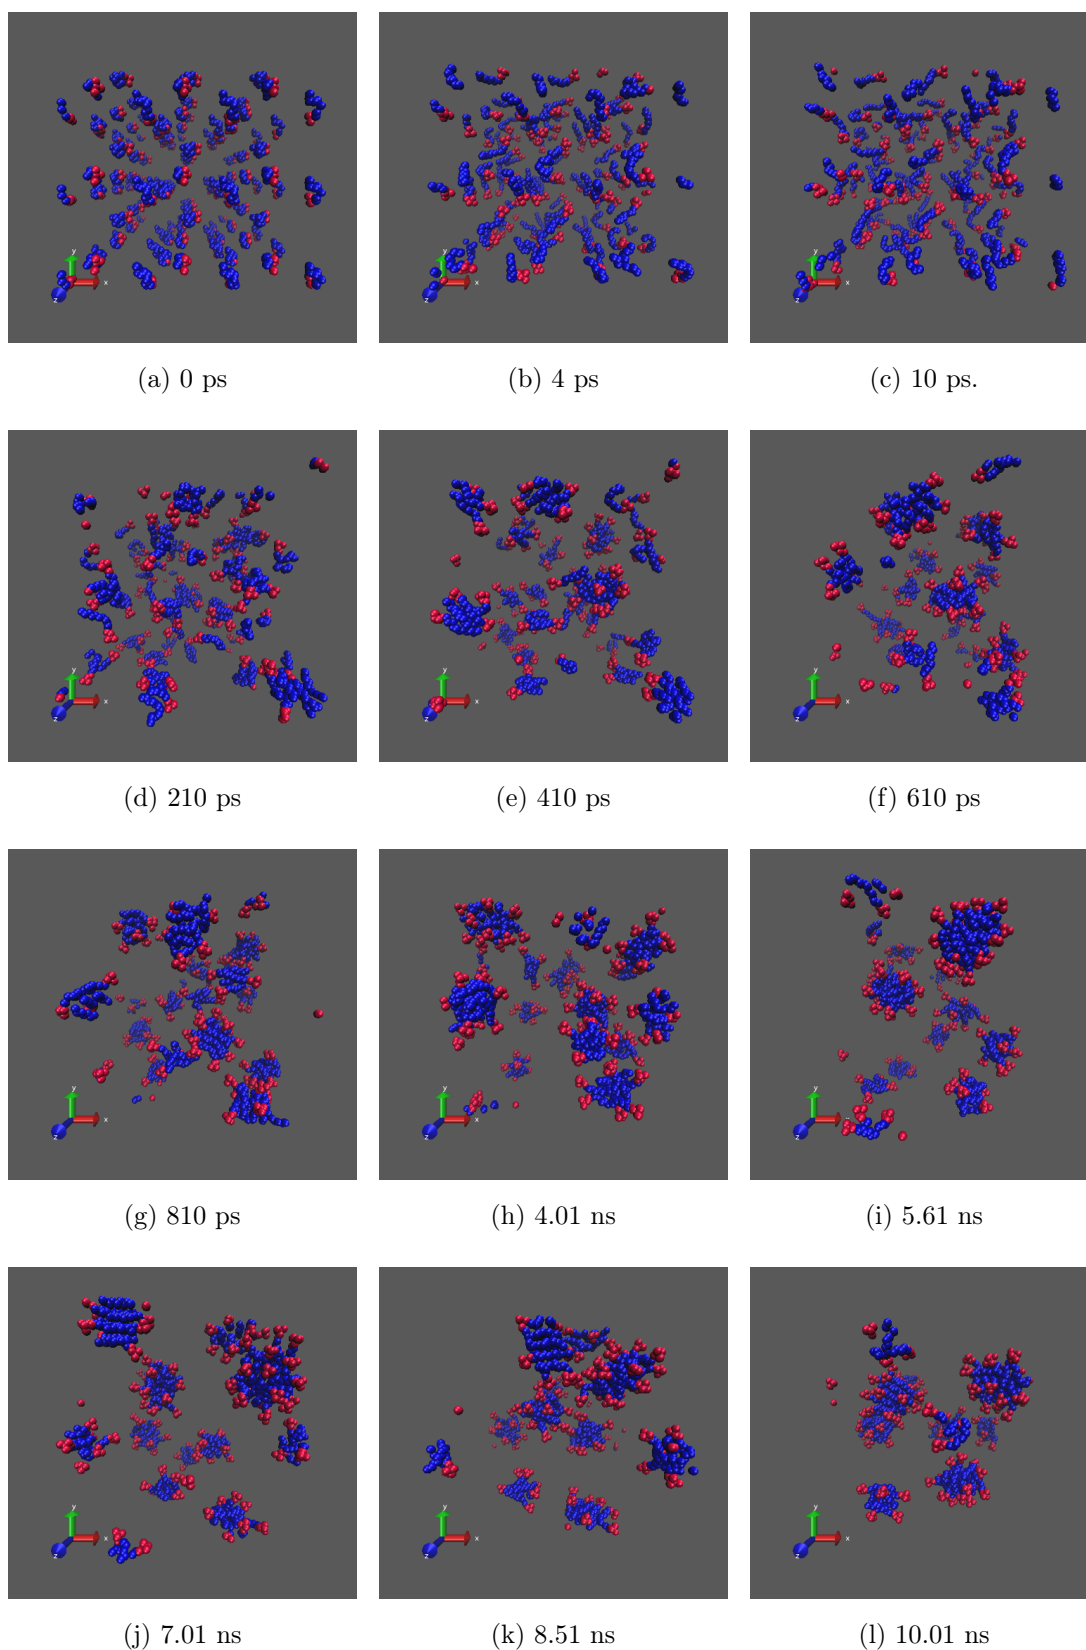 y
x
z
y
x
z
y
x
z
(a) 0 ps
(b) 4 ps
(c) 10 ps.
y
x
z
y
x
z
y
x
z
(d) 210 ps
(e) 410 ps
(f) 610 ps
y
x
z
y
x
z
y
z
(g) 810 ps
(h) 4.01 ns
(i) 5.61 ns
y
x
z
y
x
z
y
x
z
(j) 7.01 ns
(k) 8.51 ns
(l) 10.01 ns